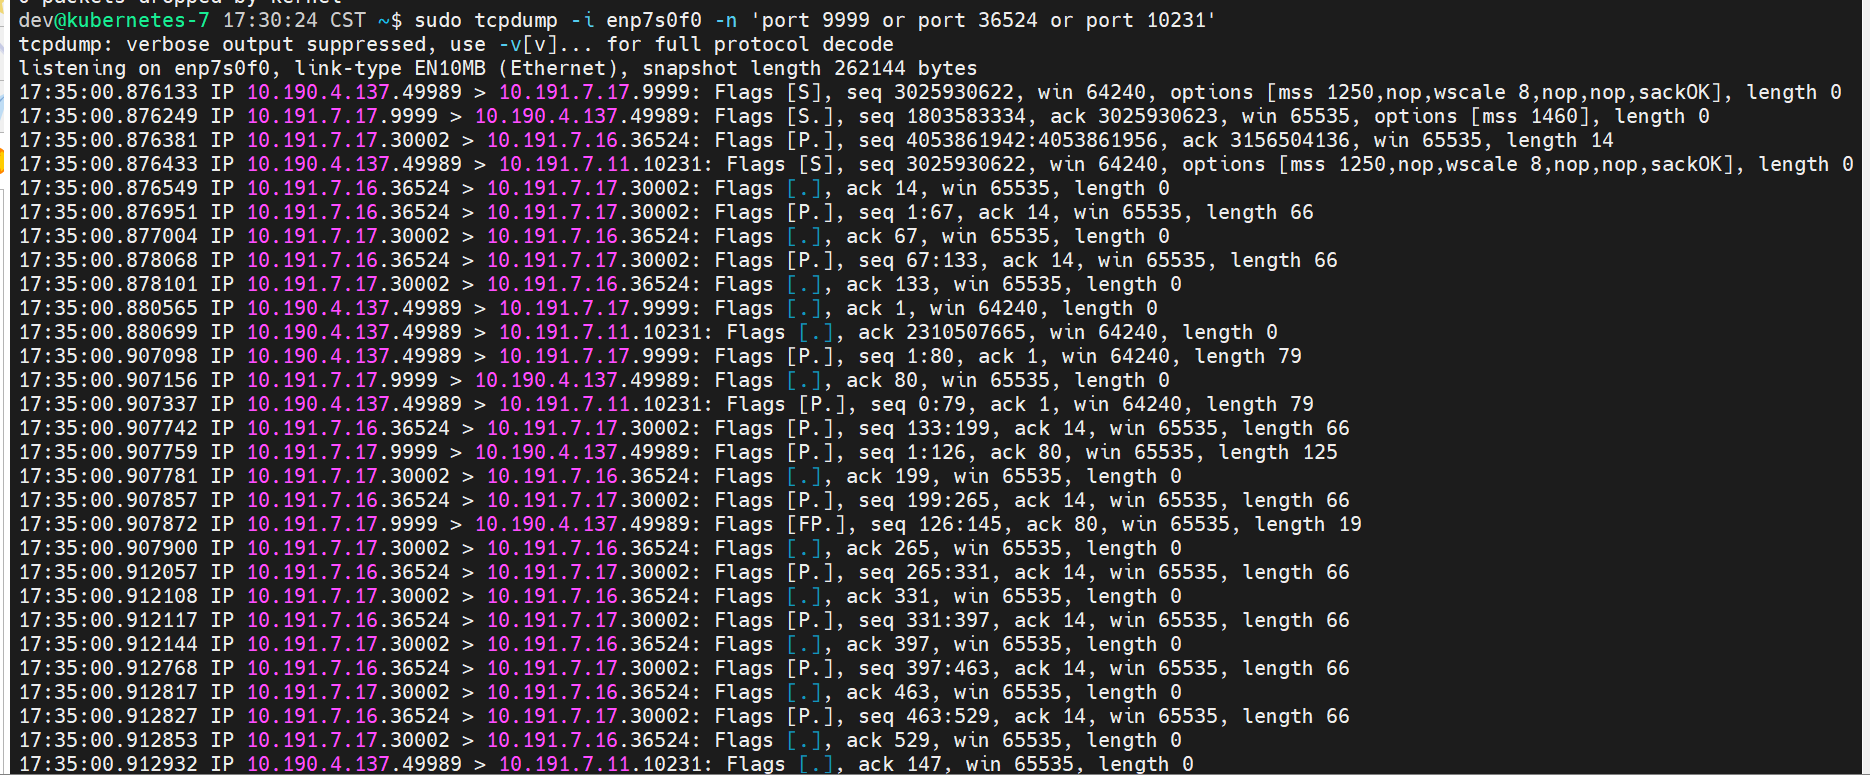 0 packets dropped by kernel
dev@kubernetes-7 17:30:24 CST ~$ sudo tcpdump -i enp7s0f0 -n 'port 9999 or port 36524 or port 10231'
tcpdump: verbose output suppressed, use -v[v]... for full protocol decode
listening on enp7s0f0, link-type EN10MB (Ethernet), snapshot length 262144 bytes
17:35:00.876133 IP 10.190.4.137.49989 > 10.191.7.17.9999: Flags [S], seq 3025930622, win 64240, options [mss 1250,nop,wscale 8,nop,nop,sackOK], length 0
17:35:00.876249 IP 10.191.7.17.9999 > 10.190.4.137.49989: Flags [S.], seq 1803583334, ack 3025930623, win 65535, options [mss 1460], length 0
17:35:00.876381 IP 10.191.7.17.30002 > 10.191.7.16.36524: Flags [P.], seq 4053861942:4053861956, ack 3156504136, win 65535, length 14
17:35:00.876433 IP 10.190.4.137.49989 > 10.191.7.11.10231: Flags [S], seq 3025930622, win 64240, options [mss 1250,nop,wscale 8,nop,nop,sackOK], length 0
17:35:00.876549 IP 10.191.7.16.36524 > 10.191.7.17.30002: Flags [.], ack 14, win 65535, length 0
17:35:00.876951 IP 10.191.7.16.36524 > 10.191.7.17.30002: Flags [P.], seq 1:67, ack 14, win 65535, length 66
17:35:00.877004 IP 10.191.7.17.30002 > 10.191.7.16.36524: Flags [.], ack 67, win 65535, length 0
17:35:00.878068 IP 10.191.7.16.36524 > 10.191.7.17.30002: Flags [P.], seq 67:133, ack 14, win 65535, length 66
17:35:00.878101 IP 10.191.7.17.30002 > 10.191.7.16.36524: Flags [.], ack 133, win 65535, length 0
17:35:00.880565 IP 10.190.4.137.49989 > 10.191.7.17.9999: Flags [.], ack 1, win 64240, length 0
17:35:00.880699 IP 10.190.4.137.49989 > 10.191.7.11.10231: Flags [.], ack 2310507665, win 64240, length 0
17:35:00.907098 IP 10.190.4.137.49989 > 10.191.7.17.9999: Flags [P.], seq 1:80, ack 1, win 64240, length 79
17:35:00.907156 IP 10.191.7.17.9999 > 10.190.4.137.49989: Flags [.], ack 80, win 65535, length 0
17:35:00.907337 IP 10.190.4.137.49989 > 10.191.7.11.10231: Flags [P.], seq 0:79, ack 1, win 64240, length 79
17:35:00.907742 IP 10.191.7.16.36524 > 10.191.7.17.30002: Flags [P.], seq 133:199, ack 14, win 65535, length 66
17:35:00.907759 IP 10.191.7.17.9999 > 10.190.4.137.49989: Flags [P.], seq 1:126, ack 80, win 65535, length 125
17:35:00.907781 IP 10.191.7.17.30002 > 10.191.7.16.36524: Flags [.], ack 199, win 65535, length 0
17:35:00.907857 IP 10.191.7.16.36524 > 10.191.7.17.30002: Flags [P.], seq 199:265, ack 14, win 65535, length 66
17:35:00.907872 IP 10.191.7.17.9999 > 10.190.4.137.49989: Flags [FP.], seq 126:145, ack 80, win 65535, length 19
17:35:00.907900 IP 10.191.7.17.30002 > 10.191.7.16.36524: Flags [.], ack 265, win 65535, length 0
17:35:00.912057 IP 10.191.7.16.36524 > 10.191.7.17.30002: Flags [P.], seq 265:331, ack 14, win 65535, length 66
17:35:00.912108 IP 10.191.7.17.30002 > 10.191.7.16.36524: Flags [.], ack 331, win 65535, length 0
17:35:00.912117 IP 10.191.7.16.36524 > 10.191.7.17.30002: Flags [P.], seq 331:397, ack 14, win 65535, length 66
17:35:00.912144 IP 10.191.7.17.30002 > 10.191.7.16.36524: Flags [.], ack 397, win 65535, length 0
17:35:00.912768 IP 10.191.7.16.36524 > 10.191.7.17.30002: Flags [P.], seq 397:463, ack 14, win 65535, length 66
17:35:00.912817 IP 10.191.7.17.30002 > 10.191.7.16.36524: Flags [.], ack 463, win 65535, length 0
17:35:00.912827 IP 10.191.7.16.36524 > 10.191.7.17.30002: Flags [P.], seq 463:529, ack 14, win 65535, length 66
17:35:00.912853 IP 10.191.7.17.30002 > 10.191.7.16.36524: Flags [.], ack 529, win 65535, length 0
17:35:00.912932 IP 10.190.4.137.49989 > 10.191.7.11.10231: Flags [.], ack 147, win 65535, length 0